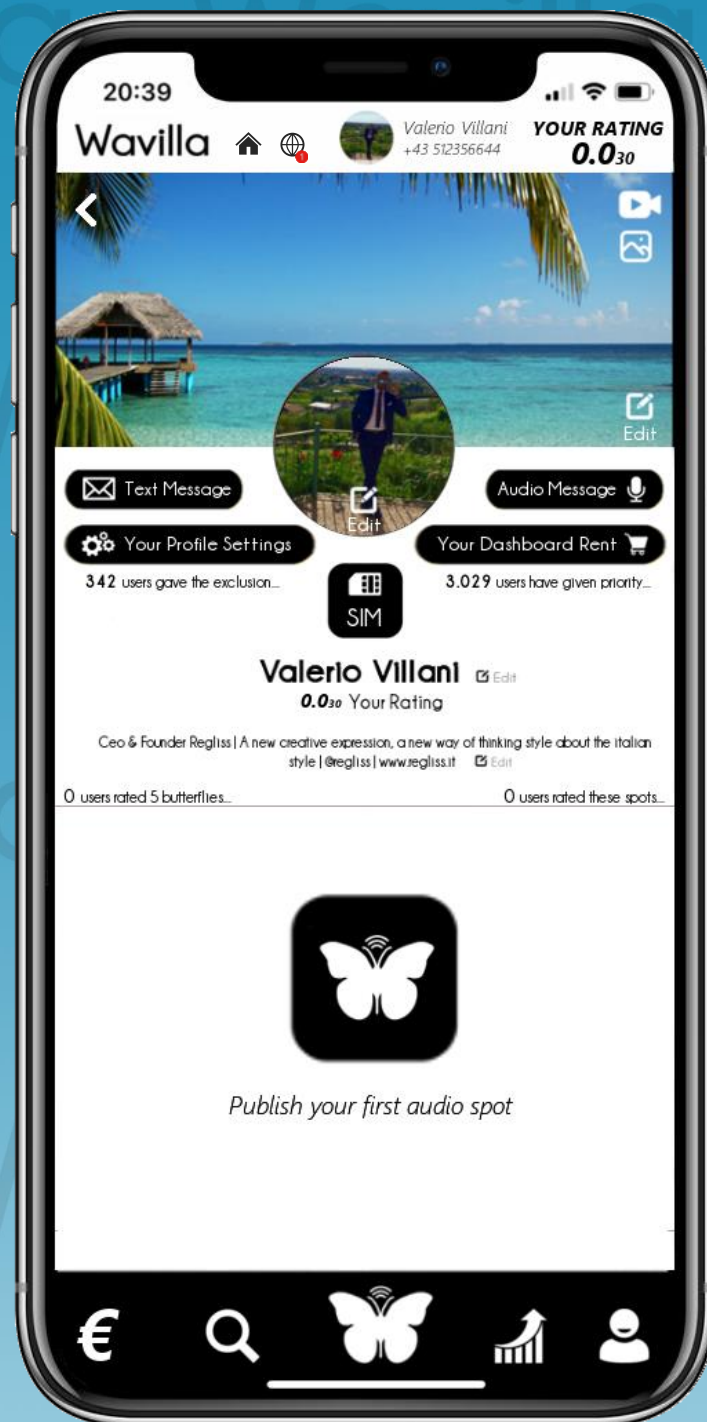 20:39
Wavilla
1
Valerio Villani
+43 512356644
YOUR RATING
0.030
Edit
Text Message
Audio Message
Edit
Your Profile Settings
Your Dashboard Rent
342 users gave the exclusion...
3.029 users have given priority...
SIM
Valerio Villani Edit
0.030 Your Rating
Ceo & Founder Regliss | A new creative expression, a new way of thinking style about the italian
style | @regliss | www.regliss.it Edit
0 users rated 5 butterflies...
0 users rated these spots...
Publish your first audio spot
€